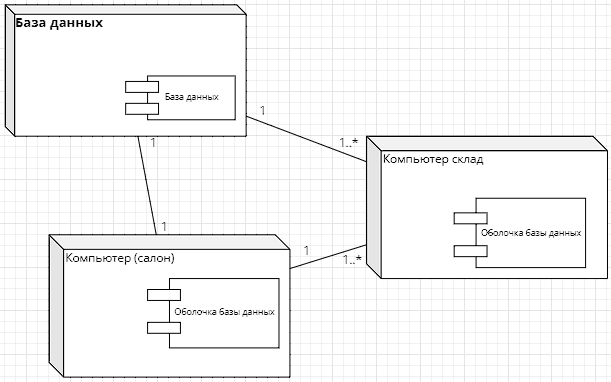 База данных
База данных
1
1..*
1
Компьютер склад
Оболочка базы данных
1
Компьютер (салон)
1
1..*
Оболочка базы данных